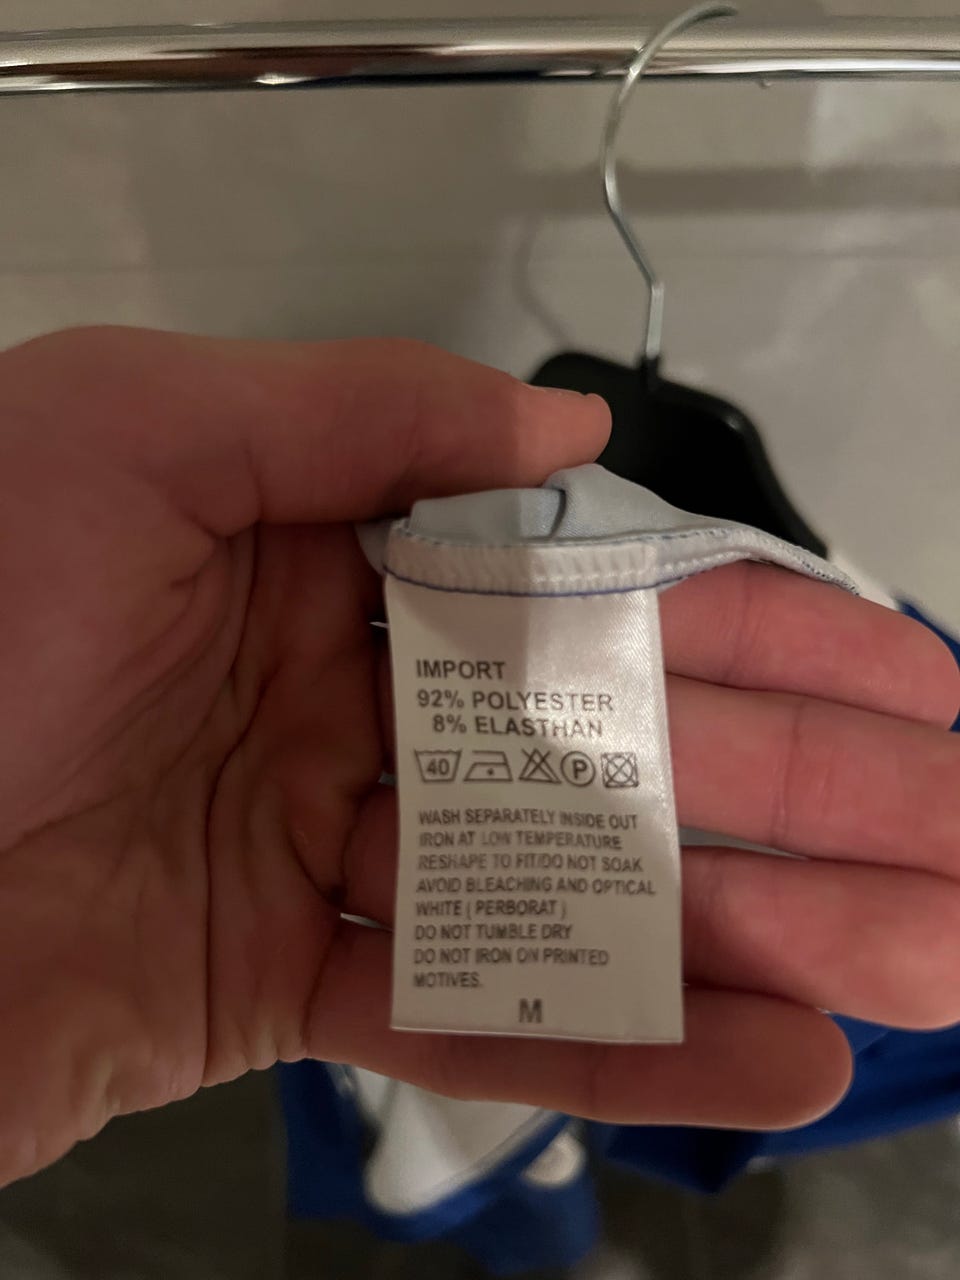 IMPORT
92% POLYESTER
8% ELASTHAN
40 P
WASH SEPARATELY INSIDE OUT
IRON AT LOW TEMPERATURE
RESHAPE TO FIT/DO NOT SOAK
AVOID BLEACHING AND OPTICAL
WHITE ( PERBORAT )
DO NOT TUMBLE DRY
DO NOT IRON ON PRINTED
MOTIVES.
M